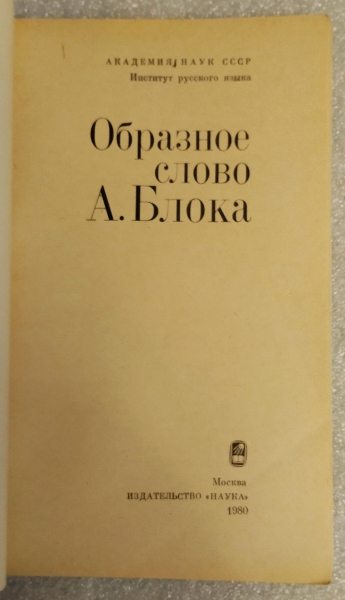 АКАДЕМИЯ НАУК СССР
Институт русского языка
Образное
слово
А. Блока
Москва
ИЗДАТЕЛЬСТВО «НАУКА»
1980